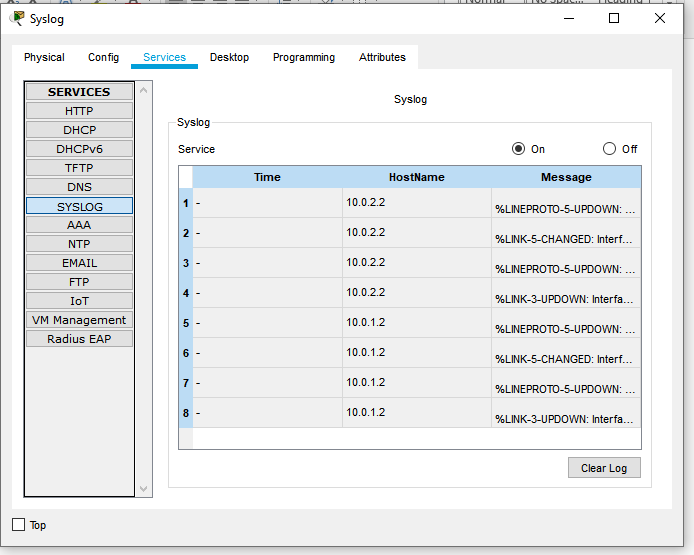 Syslog
Physical Config Services Desktop Programming Attributes
SERVICES
HTTP
DHCP
DHCPv6
TFTP
DNS
SYSLOG
AAA
NTP
EMAIL
FTP
IoT
VM Management
Radius EAP
Syslog
Syslog
Service On Off
Time HostName Message
1 - 10.0.2.2 %LINEPROTO-5-UPDOWN: ...
2 - 10.0.2.2 %LINK-5-CHANGED: Interf...
3 - 10.0.2.2 %LINEPROTO-5-UPDOWN: ...
4 - 10.0.2.2 %LINK-3-UPDOWN: Interfa...
5 - 10.0.1.2 %LINEPROTO-5-UPDOWN: ...
6 - 10.0.1.2 %LINK-5-CHANGED: Interf...
7 - 10.0.1.2 %LINEPROTO-5-UPDOWN: ...
8 - 10.0.1.2 %LINK-3-UPDOWN: Interfa...
Clear Log
Top